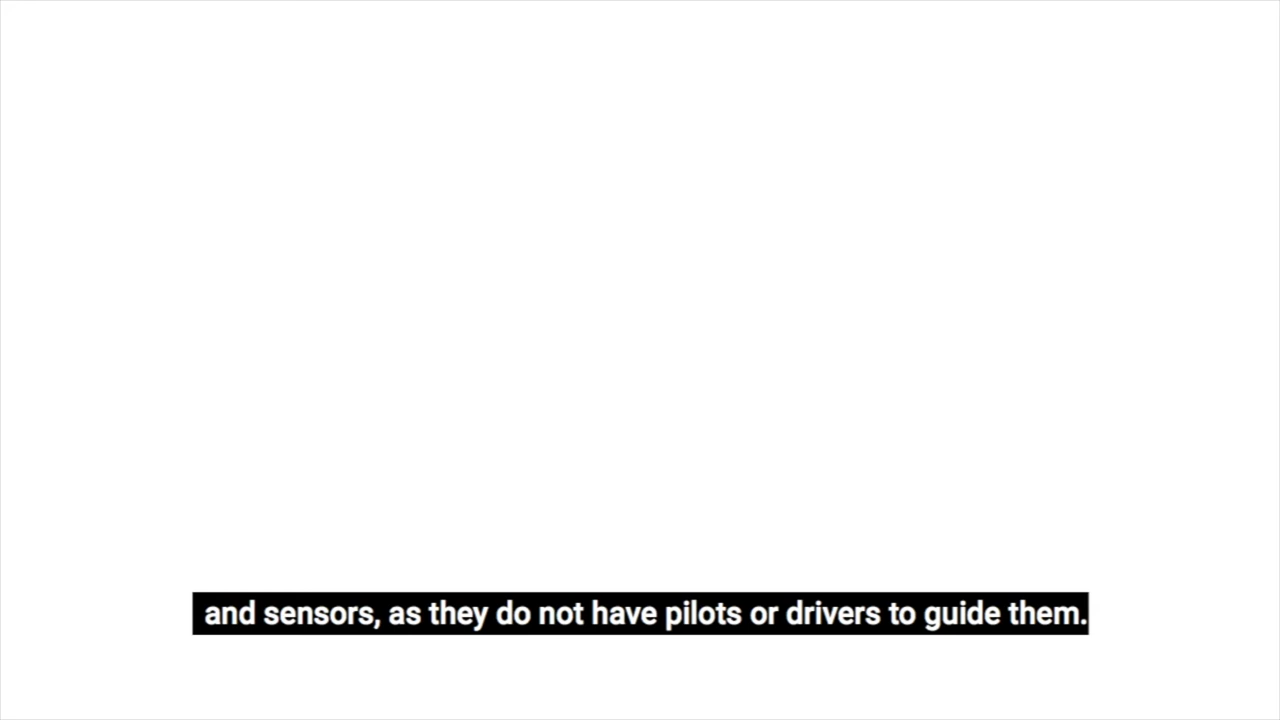 and sensors, as they do not have pilots or drivers to guide them.